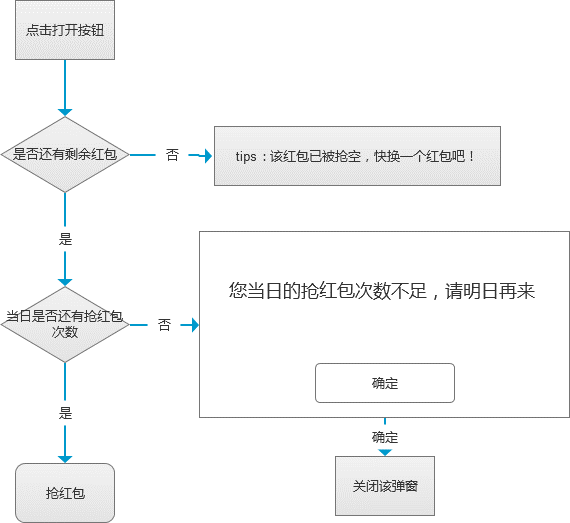 点击打开按钮
是否还有剩余红包
否
tips：该红包已被抢空，快换一个红包吧！
是
当日是否还有抢红包
次数
否
您当日的抢红包次数不足，请明日再来
确定
是
确定
抢红包
关闭该弹窗